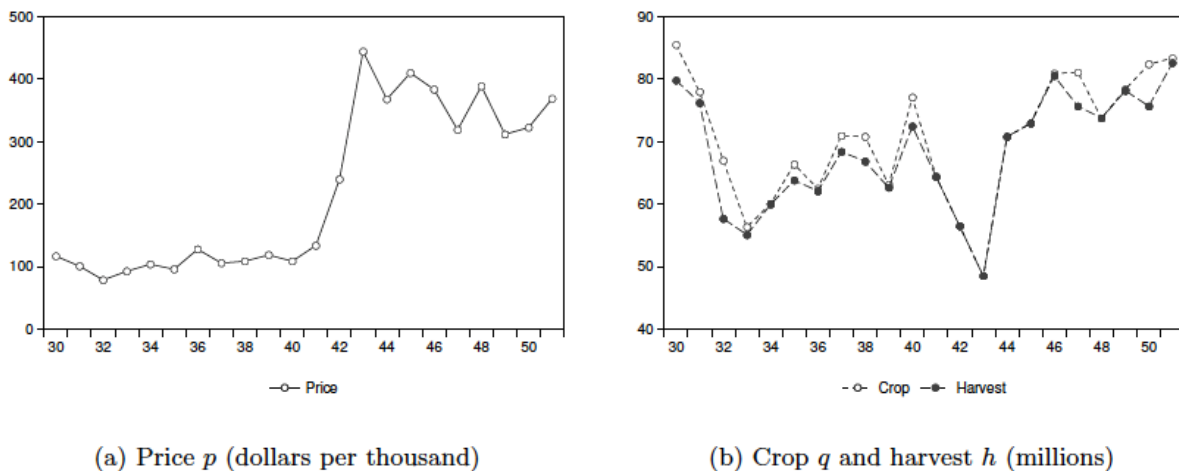 500
400
300
200
100
0
30 32 34 36 38 40 42 44 46 48 50
Price
(a) Price p (dollars per thousand)
90
80
70
60
50
40
30 32 34 36 38 40 42 44 46 48 50
Crop Harvest
(b) Crop q and harvest h (millions)